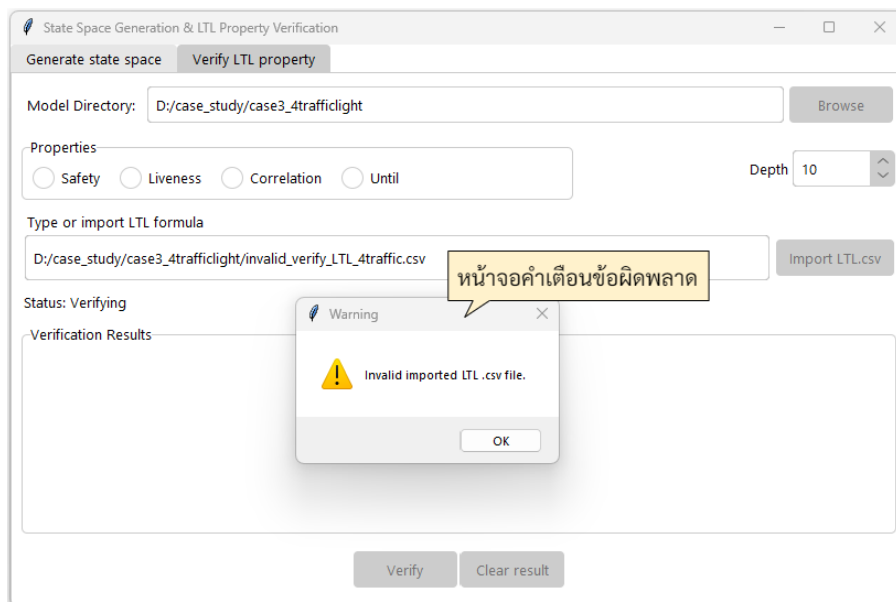 State Space Generation & LTL Property Verification
Generate state space
Verify LTL property
Model Directory:
D:/case_study/case3_4trafficlight
Browse
Properties
Safety
Liveness
Correlation
Until
Depth
10
Type or import LTL formula
D:/case_study/case3_4trafficlight/invalid_verify_LTL_4traffic.csv
Import LTL.csv
หน้าจอคำเตือนข้อผิดพลาด
Status: Verifying
Warning
Verification Results
Invalid imported LTL .csv file.
OK
Verify
Clear result